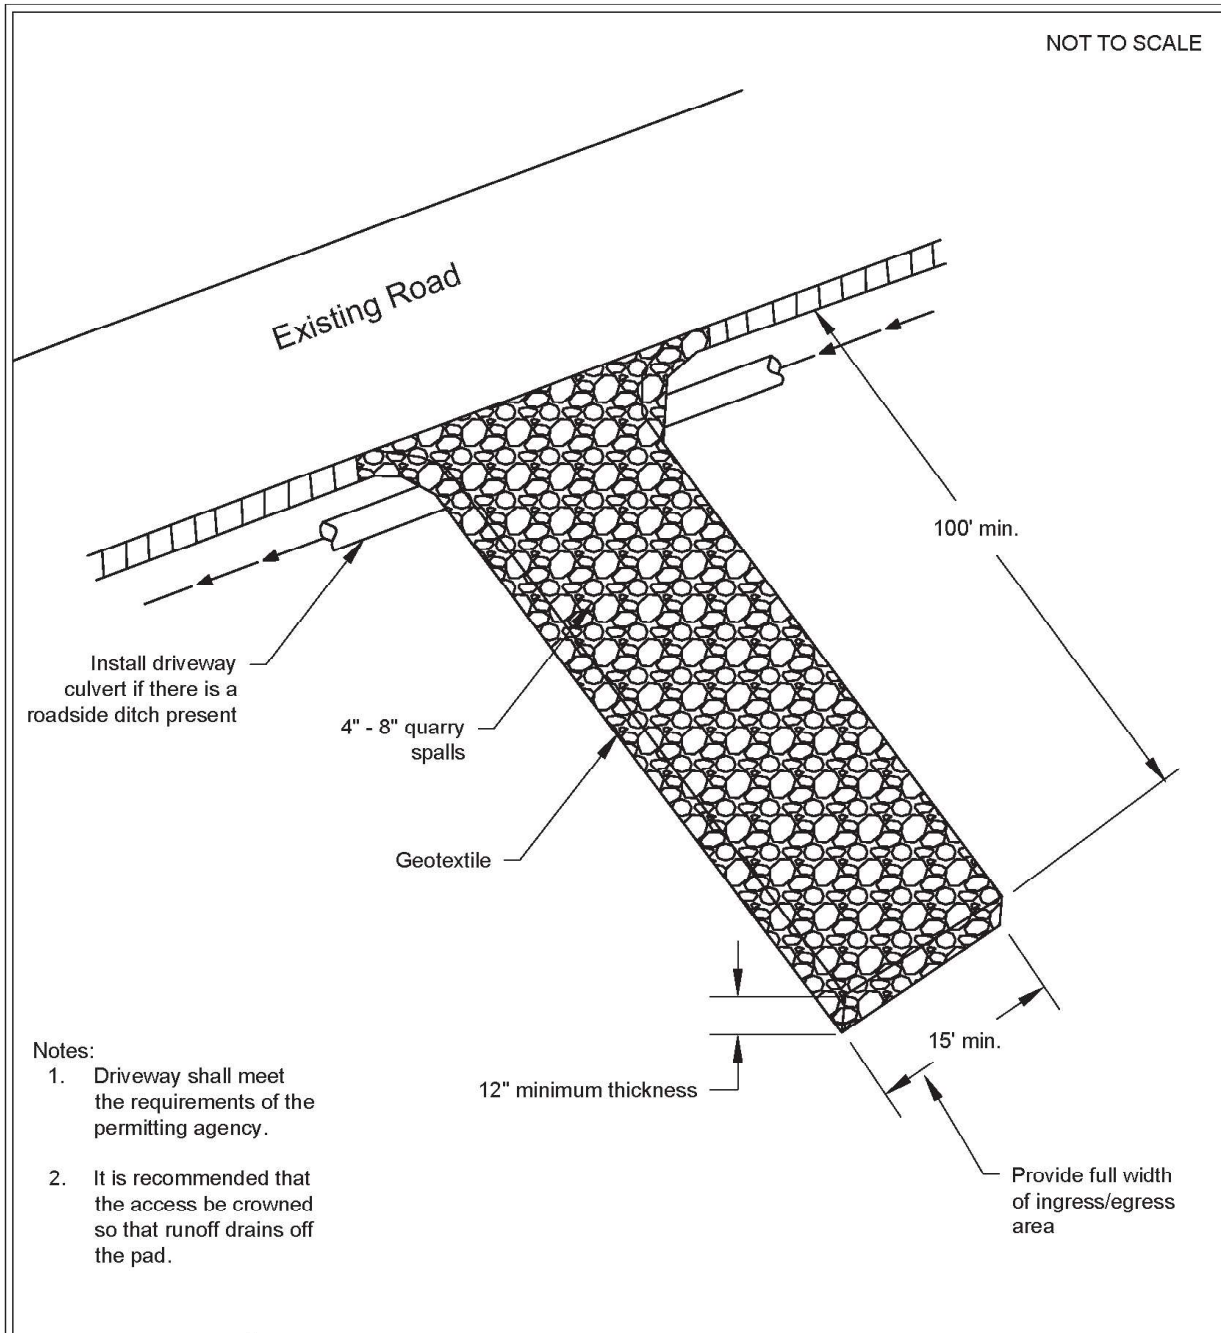 NOT TO SCALE
Existing Road
100' min.
Install driveway
culvert if there is a
roadside ditch present
4" - 8" quarry
spalls
Geotextile
12" minimum thickness
15' min.
Provide full width
of ingress/egress
area
Notes:
1. Driveway shall meet
the requirements of the
permitting agency.
2. It is recommended that
the access be crowned
so that runoff drains off
the pad.